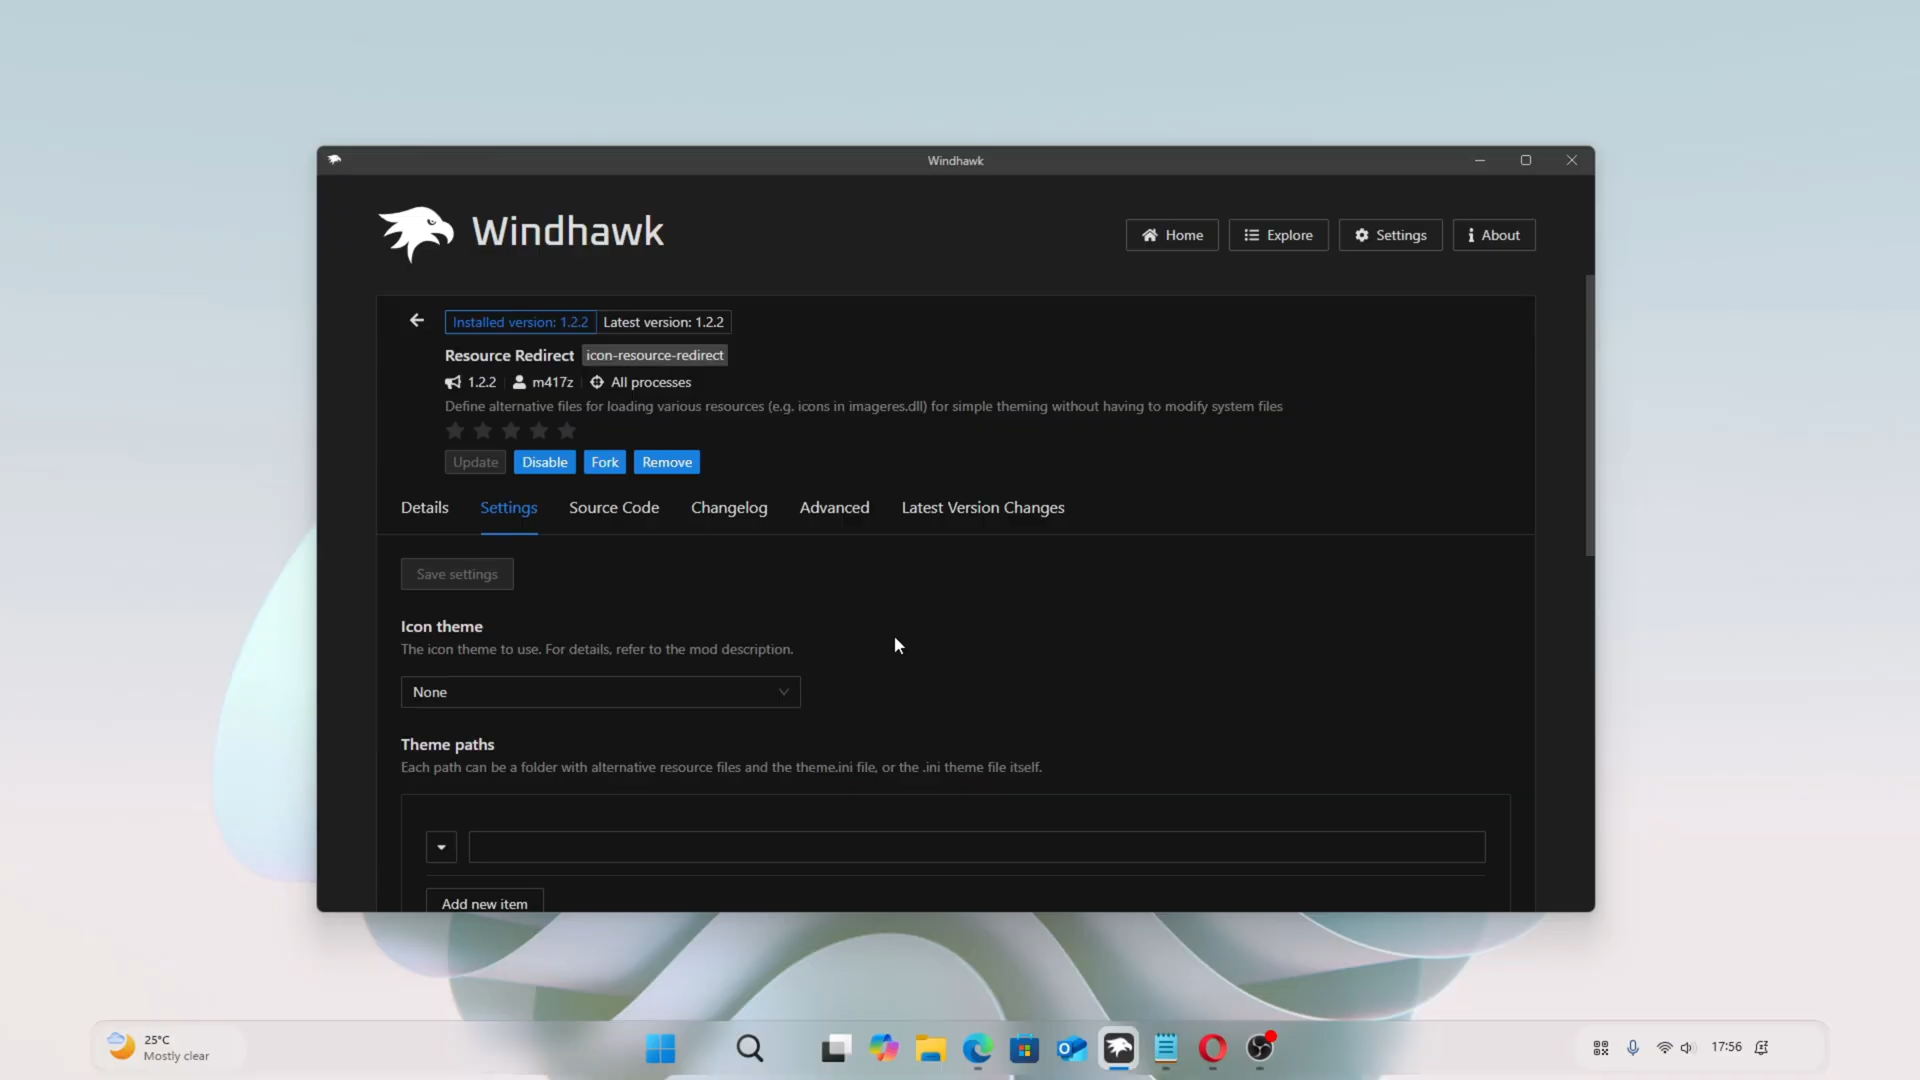 Windhawk
Windhawk
Home
Explore
Settings
About
Installed version: 1.2.2
Latest version: 1.2.2
Resource Redirect
icon-resource-redirect
1.2.2
m417z
All processes
Define alternative files for loading various resources (e.g. icons in imageres.dll) for simple theming without having to modify system files
Update
Disable
Fork
Remove
Details
Settings
Source Code
Changelog
Advanced
Latest Version Changes
Save settings
Icon theme
The icon theme to use. For details, refer to the mod description.
None
Theme paths
Each path can be a folder with alternative resource files and the theme.ini file, or the .ini theme file itself.
Add new item
25°C
Mostly clear
17:56